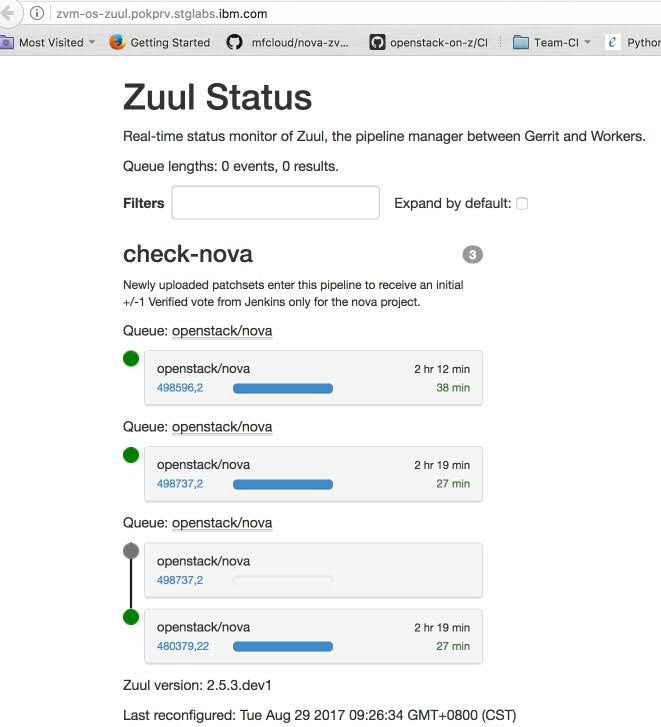 zvm-os-zuul.pokprv.stglabs.ibm.com
Most Visited Getting Started mfcloud/nova-zv... openstack-on-z/CI Team-CI Python
Zuul Status
Real-time status monitor of Zuul, the pipeline manager between Gerrit and Workers.
Queue lengths: 0 events, 0 results.
Filters Expand by default:
check-nova 3
Newly uploaded patchsets enter this pipeline to receive an initial
+/-1 Verified vote from Jenkins only for the nova project.
Queue: openstack/nova
openstack/nova 2 hr 12 min
498596,2 38 min
Queue: openstack/nova
openstack/nova 2 hr 19 min
498737,2 27 min
Queue: openstack/nova
openstack/nova
498737,2
openstack/nova 2 hr 19 min
480379,22 27 min
Zuul version: 2.5.3.dev1
Last reconfigured: Tue Aug 29 2017 09:26:34 GMT+0800 (CST)